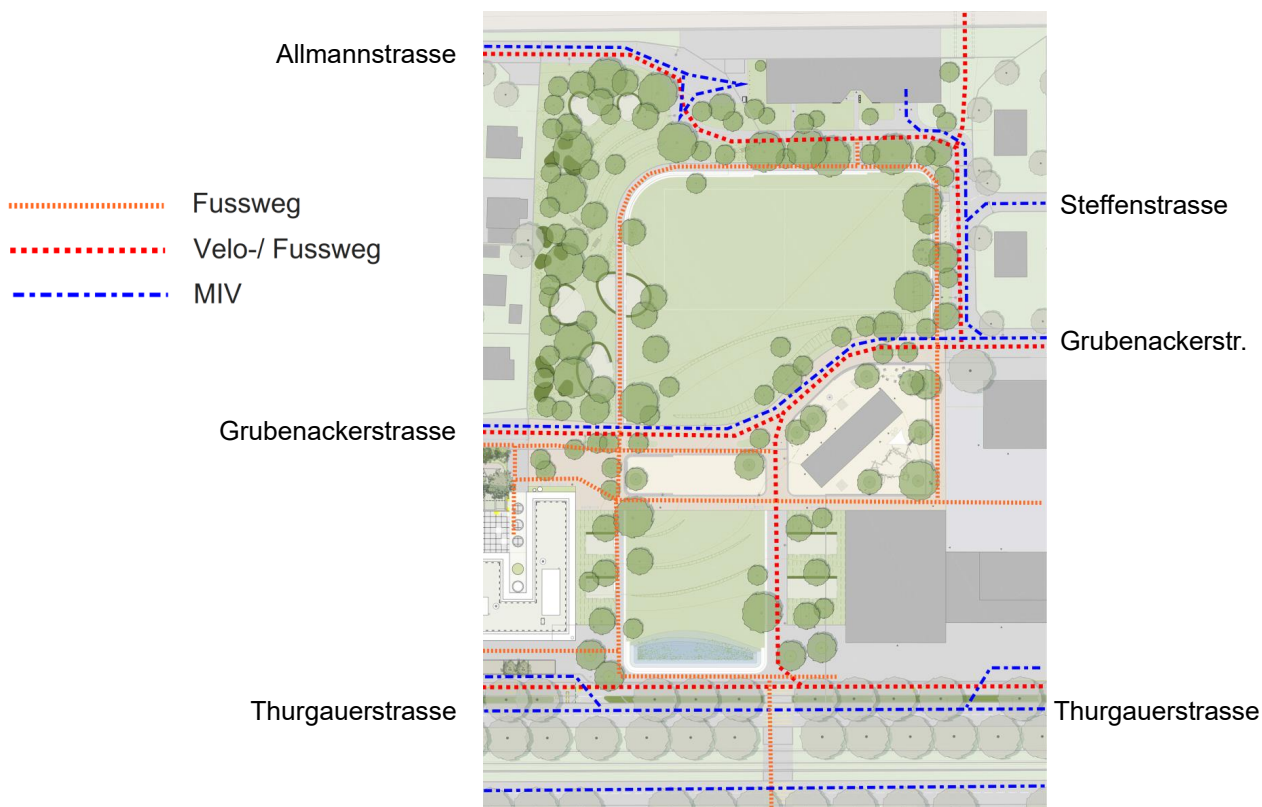 Allmannstrasse
Fussweg
Velo-/ Fussweg
MIV
Steffenstrasse
Grubenackerstr.
Grubenackerstrasse
Thurgauerstrasse
Thurgauerstrasse